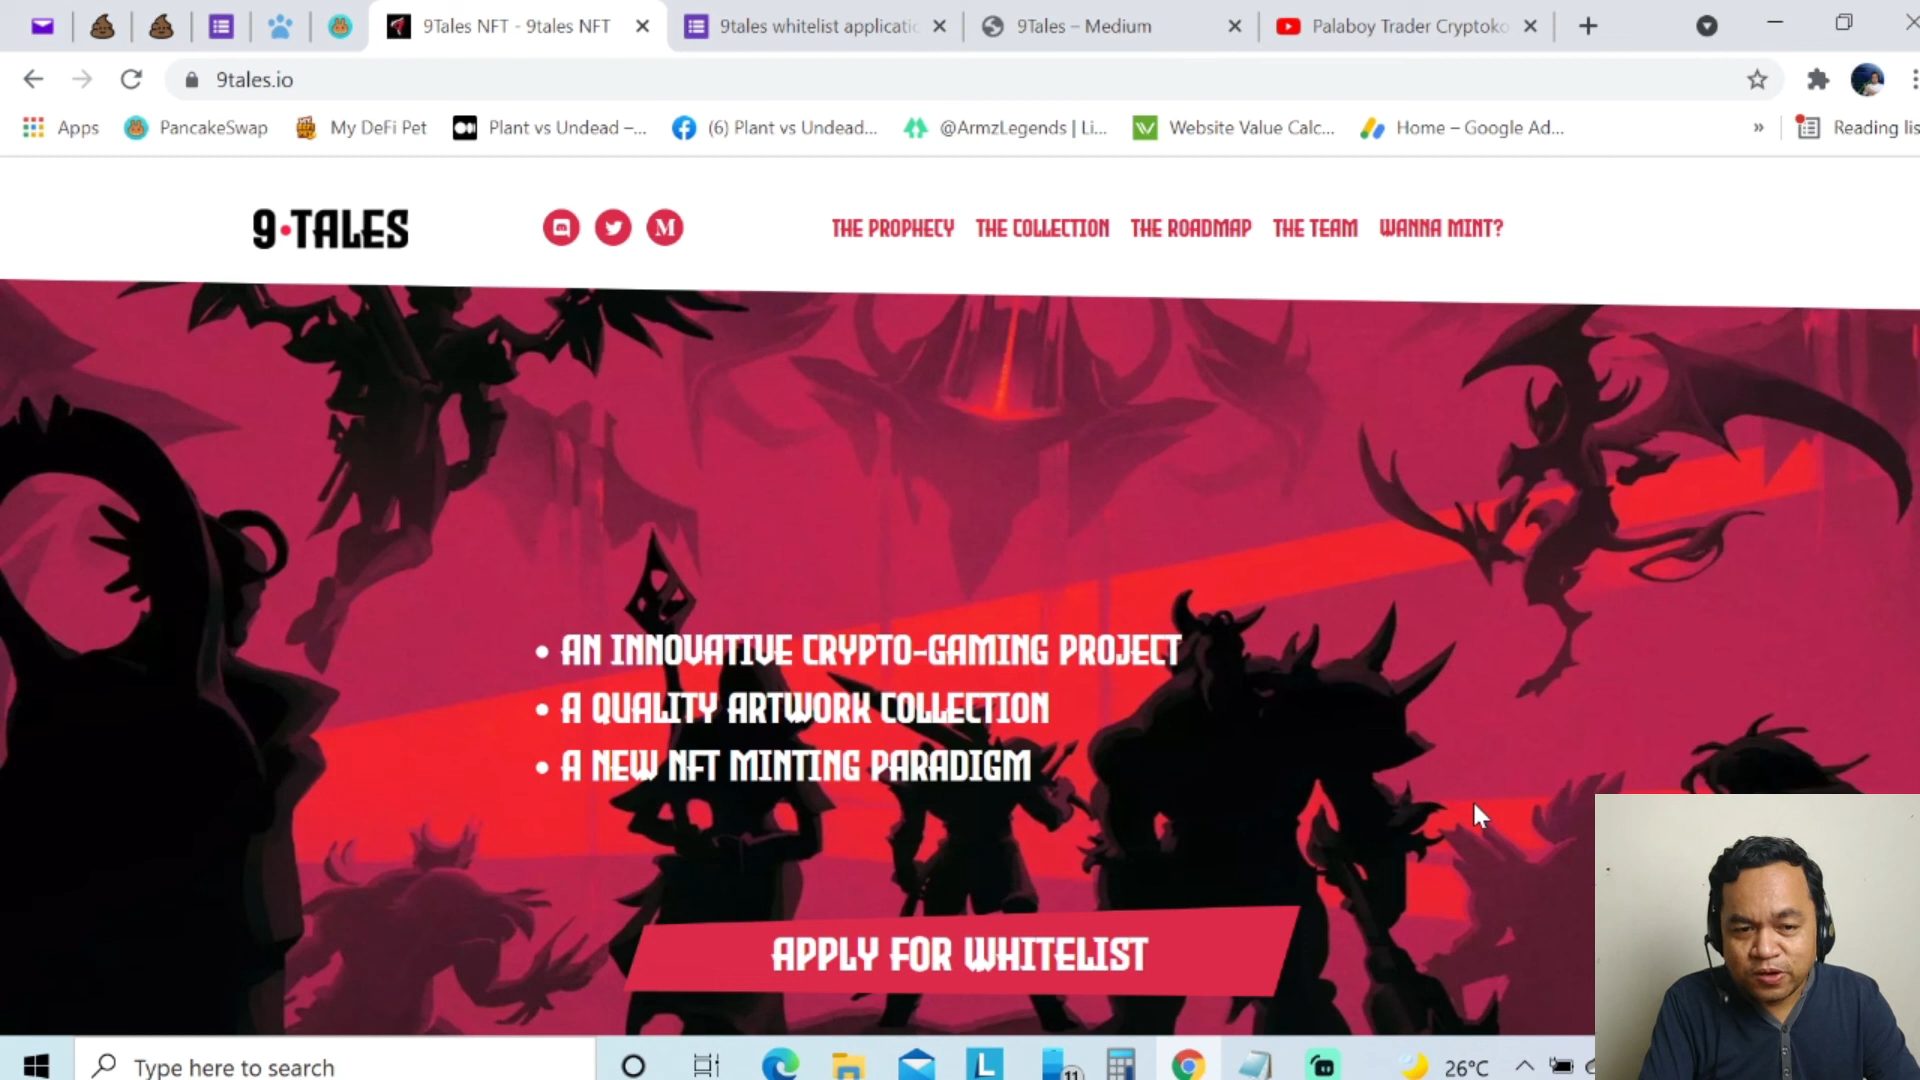 9Tales NFT - 9tales NFT
9tales whitelist applicatic
9Tales – Medium
Palaboy Trader Cryptoko
9tales.io
Apps
PancakeSwap
My DeFi Pet
Plant vs Undead –...
(6) Plant vs Undead...
@ArmzLegends | Li...
Website Value Calc...
Home – Google Ad...
»
Reading lis
9•TALES
M
THE PROPHECY
THE COLLECTION
THE ROADMAP
THE TEAM
WANNA MINT?
• AN INNOVATIVE CRYPTO-GAMING PROJECT
• A QUALITY ARTWORK COLLECTION
• A NEW NFT MINTING PARADIGM
APPLY FOR WHITELIST
Type here to search
L
11
26°C